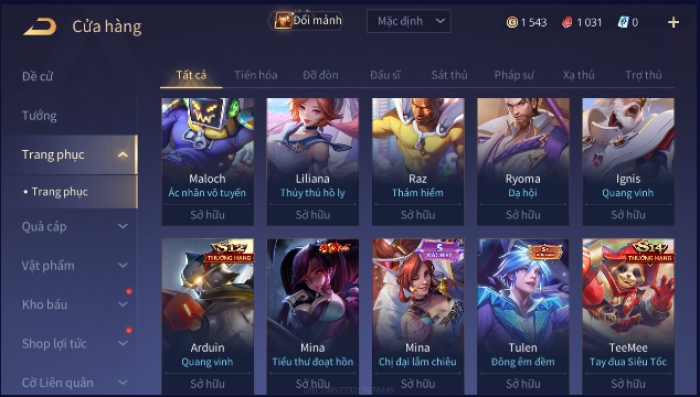 Cửa hàng
Đổi mảnh
Mặc định
1 543
1 031
0
Đề cử
Tướng
Trang phục
• Trang phục
Quà cáp
Vật phẩm
Kho báu
Shop lợi tức
Cờ Liên quân
Tất cả
Tiến hóa
Đỡ đòn
Đấu sĩ
Sát thủ
Pháp sư
Xạ thủ
Trợ thủ
Maloch
Ác nhân vô tuyến
Sở hữu
Liliana
Thủy thủ hồ ly
Sở hữu
Raz
Thám hiểm
Sở hữu
Ryoma
Dạ hội
Sở hữu
Ignis
Quang vinh
Sở hữu
S12
THƯỞNG HẠNG
Arduin
Quang vinh
Sở hữu
Mina
Tiểu thư đoạt hồn
Sở hữu
S
Mina
Chị đại lắm chiêu
Sở hữu
Tulen
Đông êm đềm
Sở hữu
S14
THƯỞNG HẠNG
TeeMee
Tay đua Siêu Tốc
Sở hữu